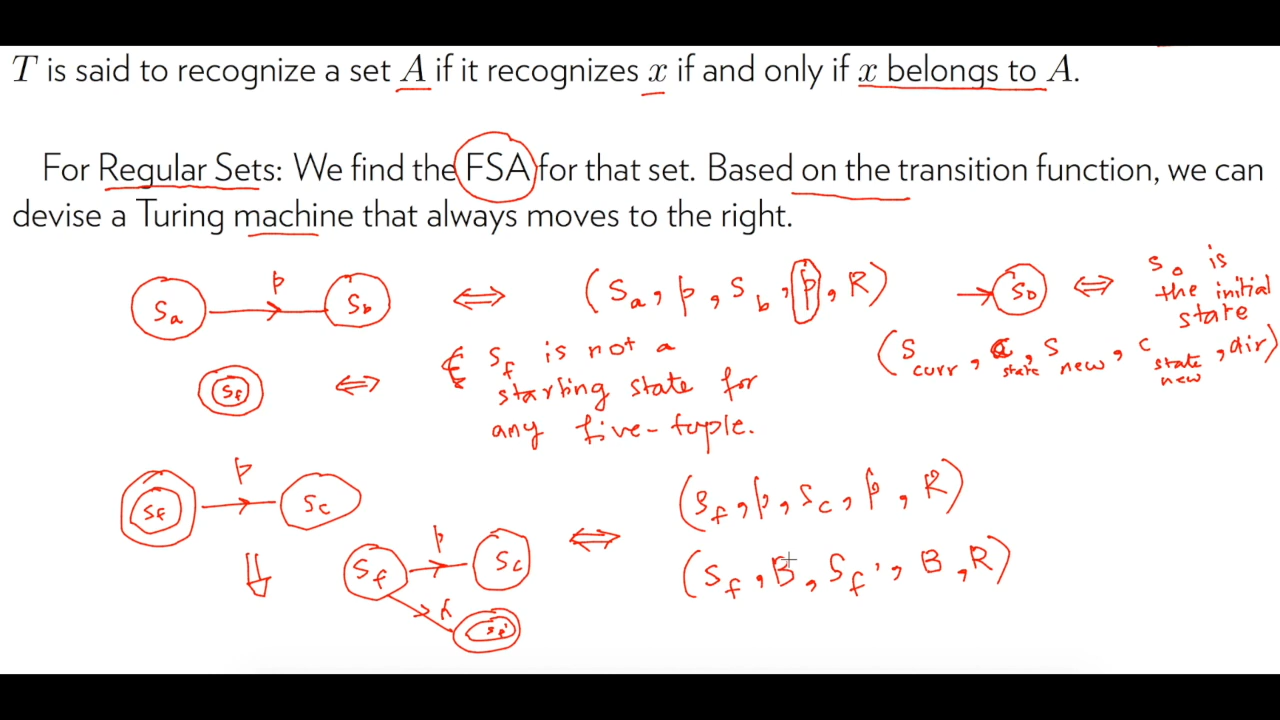 T is said to recognize a set A if it recognizes x if and only if x belongs to A.
For Regular Sets: We find the FSA for that set. Based on the transition function, we can
devise a Turing machine that always moves to the right.
Sa p Sb ⇔ (Sa, p, Sb, p, R)
→ S0 ⇔ S0 is
the initial
state
(Scurr, Cstate, Snew, Cstate new, dir)
Sf ⇔ Sf is not a
starting state for
any five-tuple.
Sf p Sc
Sf p Sc
λ Sf'
⇔ (Sf, p, Sc, p, R)
(Sf, B, Sf', B, R)